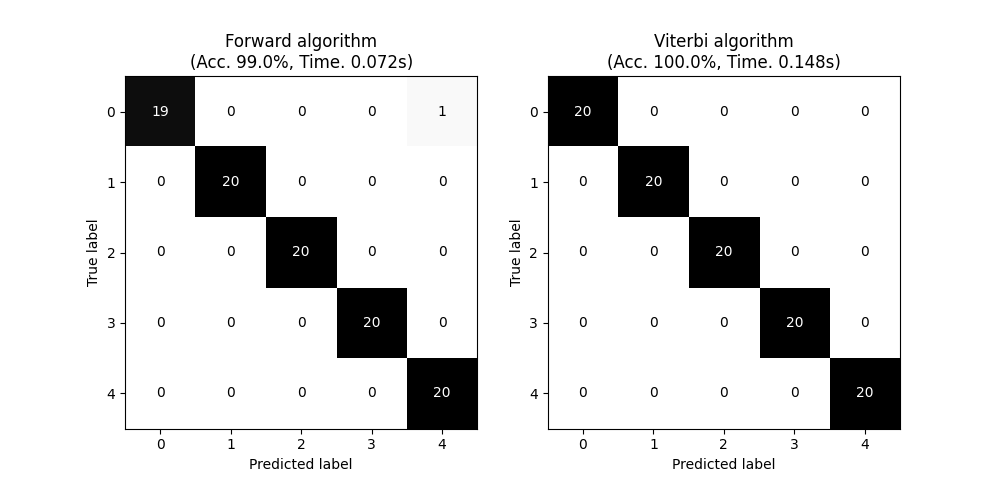 Forward algorithm
(Acc. 99.0%, Time. 0.072s)
True label
0 19 0 0 0 1
1 0 20 0 0 0
2 0 0 20 0 0
3 0 0 0 20 0
4 0 0 0 0 20
0 1 2 3 4
Predicted label
Viterbi algorithm
(Acc. 100.0%, Time. 0.148s)
True label
0 20 0 0 0 0
1 0 20 0 0 0
2 0 0 20 0 0
3 0 0 0 20 0
4 0 0 0 0 20
0 1 2 3 4
Predicted label